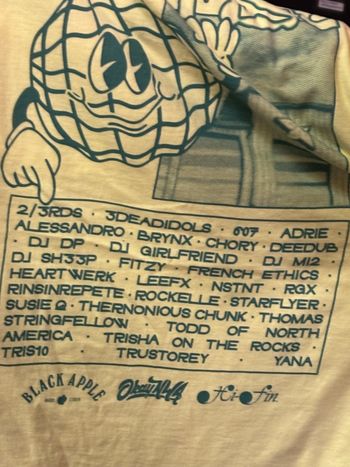 2/3RDS · 3DEADIDOLS · 607 · ADRIE
ALESSANDRO · BRYNX · CHORY · DEEDUB
· DJ DP · DJ GIRLFRIEND · DJ MI2
DJ SH33P · FITZY · FRENCH ETHICS
HEARTWERK · LEEFX · NSTNT · RGX
RINSINREPETE · ROCKELLE · STARFLYER ·
SUSIE Q · THERNONIOUS CHUNK · THOMAS
STRINGFELLOW · TODD OF NORTH
AMERICA · TRISHA ON THE ROCKS ·
TRIS10 · TRUSTOREY · YANA
BLACK APPLE
Hi-Fin